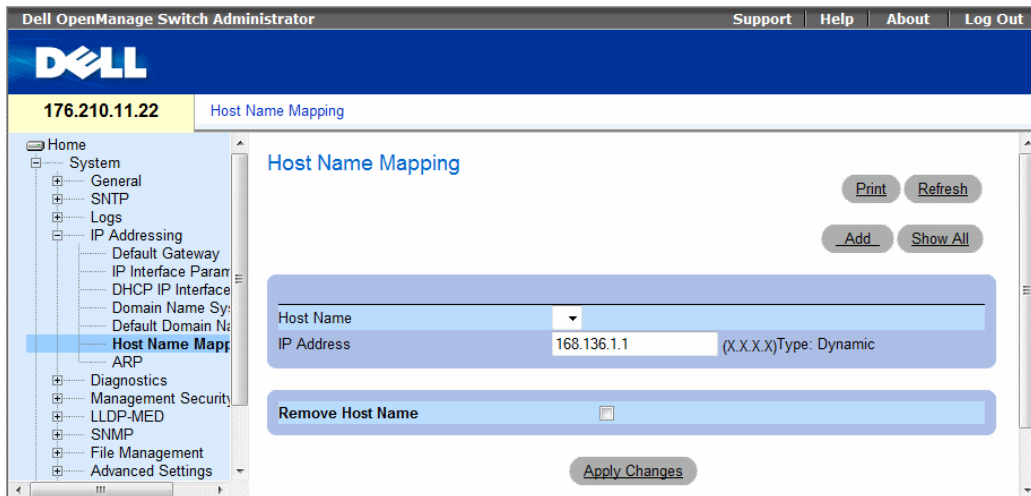 Dell OpenManage Switch Administrator
Support | Help | About | Log Out
DELL
176.210.11.22
Host Name Mapping
Home
System
General
SNTP
Logs
IP Addressing
Default Gateway
IP Interface Param
DHCP IP Interface
Domain Name Sy
Default Domain Na
Host Name Mapp
ARP
Diagnostics
Management Security
LLDP-MED
SNMP
File Management
Advanced Settings
Host Name Mapping
Print Refresh
Add Show All
Host Name
IP Address 168.136.1.1 (X.X.X.X)Type: Dynamic
Remove Host Name
Apply Changes